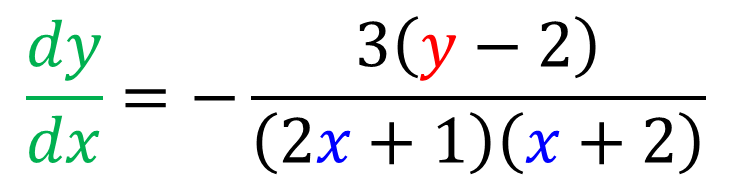 dy/dx = − 3(y − 2) / (2x + 1)(x + 2)